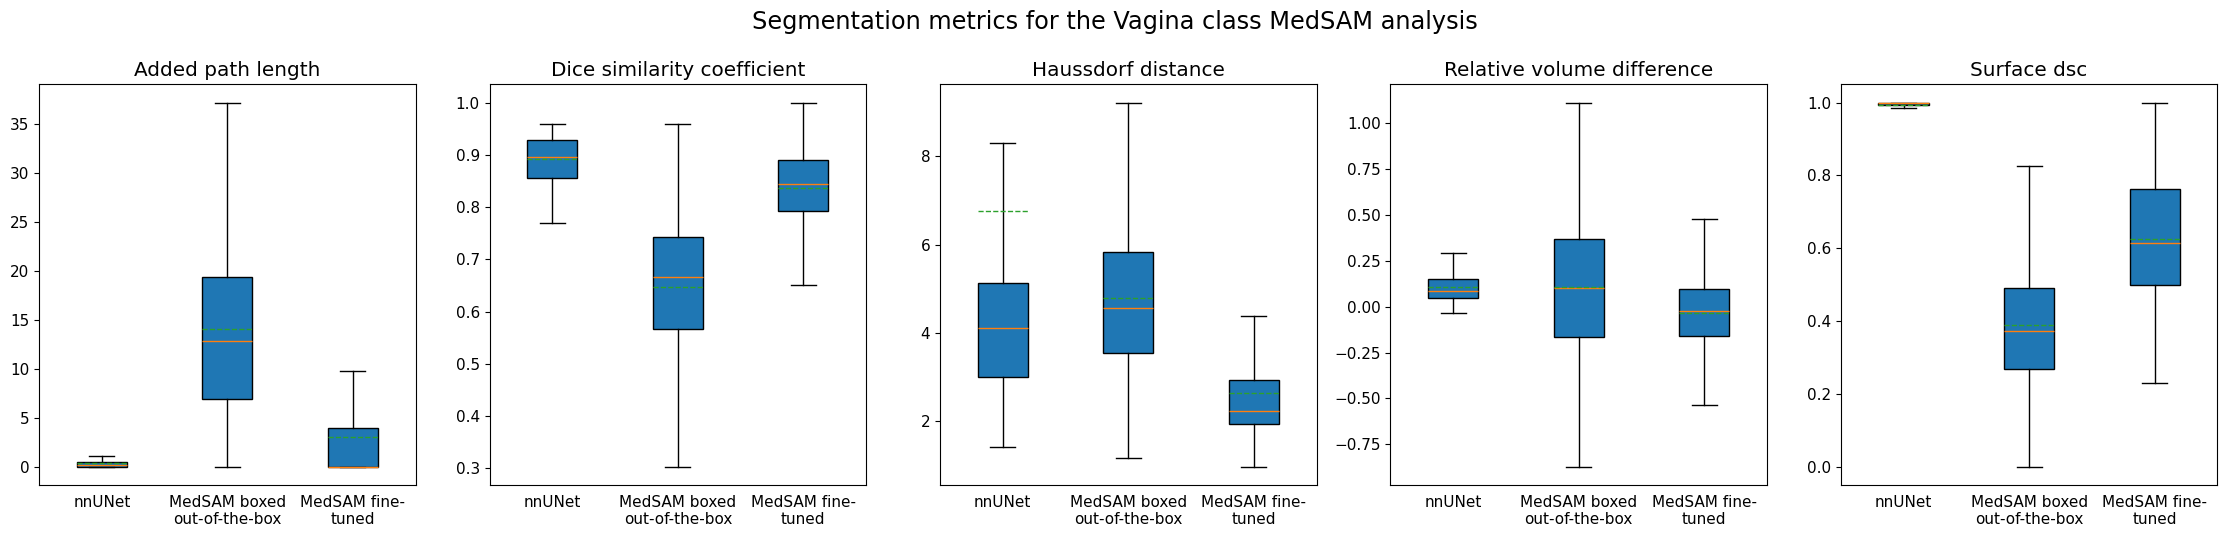 Segmentation metrics for the Vagina class MedSAM analysis
Added path length
35
30
25
20
15
10
5
0
nnUNet
MedSAM boxed
out-of-the-box
MedSAM fine-
tuned
Dice similarity coefficient
1.0
0.9
0.8
0.7
0.6
0.5
0.4
0.3
nnUNet
MedSAM boxed
out-of-the-box
MedSAM fine-
tuned
Haussdorf distance
8
6
4
2
nnUNet
MedSAM boxed
out-of-the-box
MedSAM fine-
tuned
Relative volume difference
1.00
0.75
0.50
0.25
0.00
−0.25
−0.50
−0.75
nnUNet
MedSAM boxed
out-of-the-box
MedSAM fine-
tuned
Surface dsc
1.0
0.8
0.6
0.4
0.2
0.0
nnUNet
MedSAM boxed
out-of-the-box
MedSAM fine-
tuned